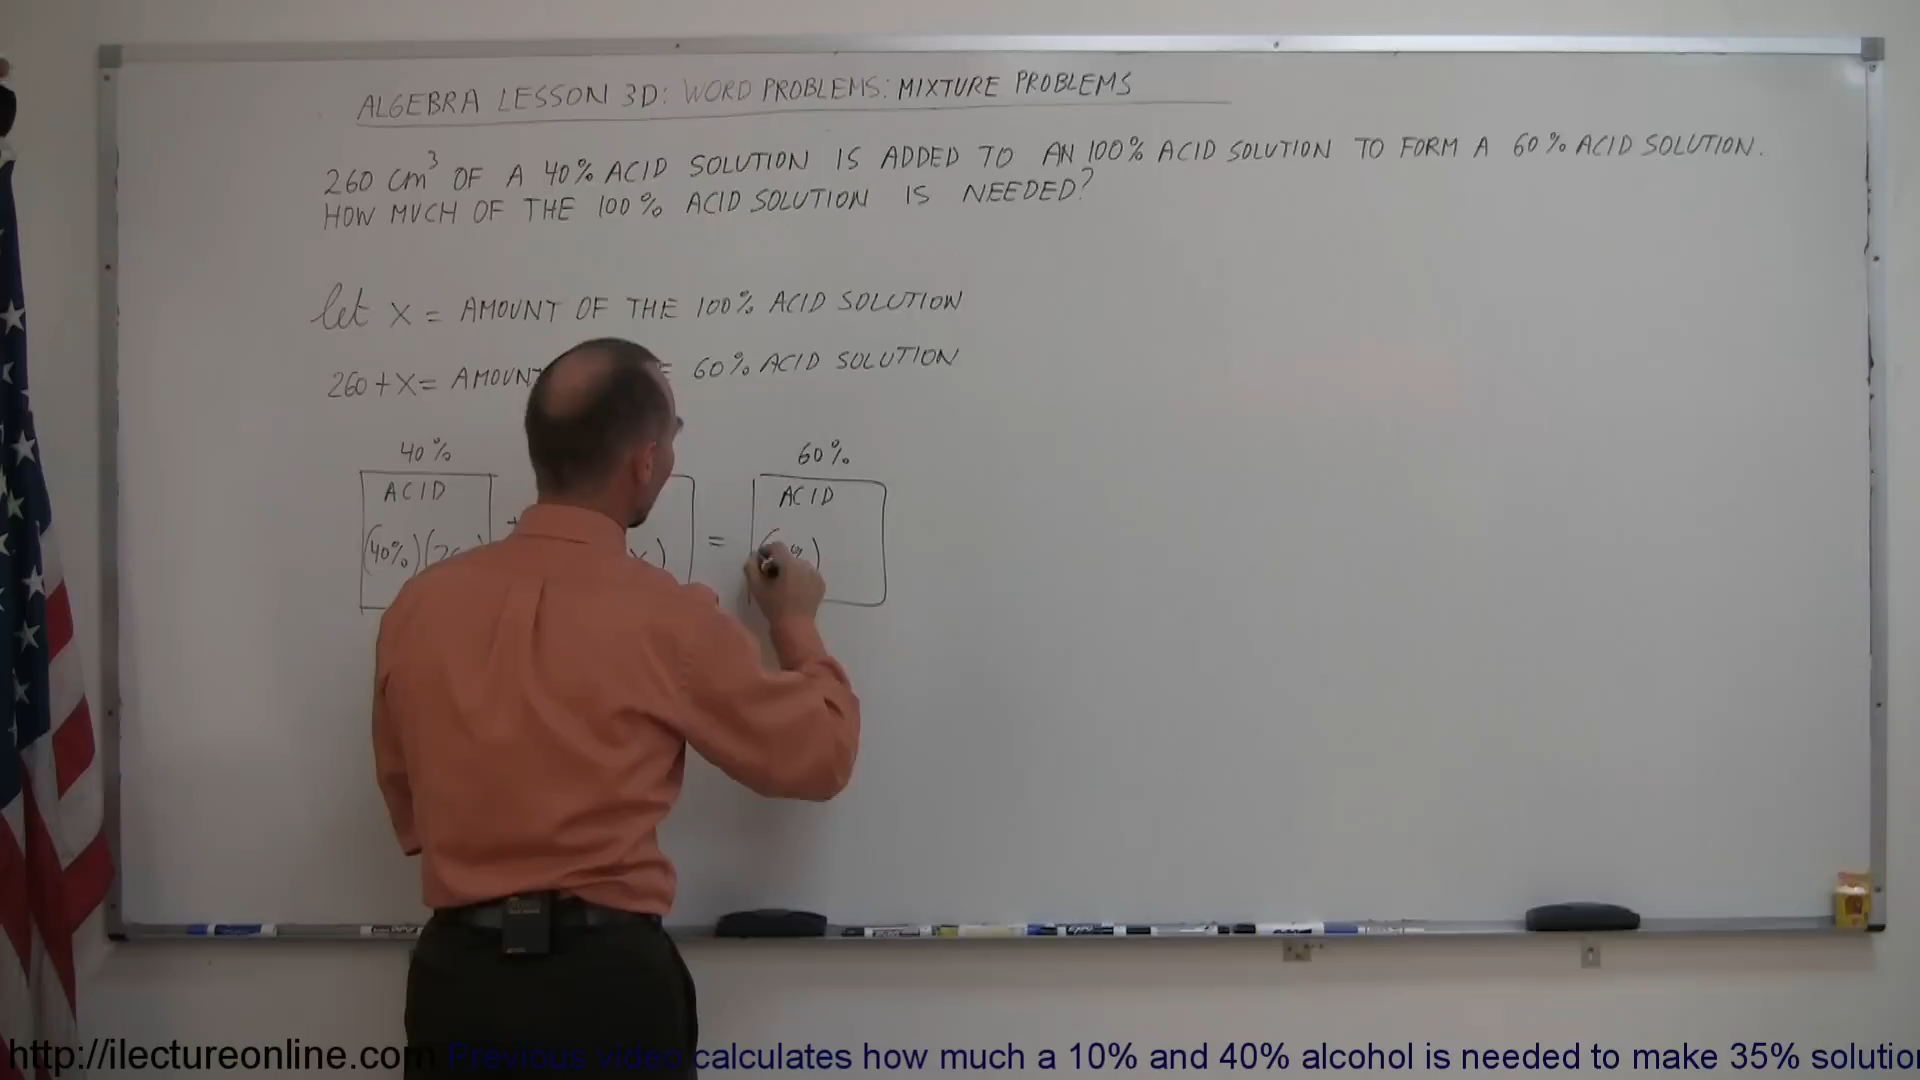 ALGEBRA LESSON 3D: WORD PROBLEMS: MIXTURE PROBLEMS
260 cm³ OF A 40% ACID SOLUTION IS ADDED TO AN 100% ACID SOLUTION TO FORM A 60% ACID SOLUTION.
HOW MUCH OF THE 100% ACID SOLUTION IS NEEDED?
let x = AMOUNT OF THE 100% ACID SOLUTION
260 + x = AMOUNT 60% ACID SOLUTION
40% 60%
ACID ACID
(40%) x) =
http://ilectureonline.com Previous video calculates how much a 10% and 40% alcohol is needed to make 35% solutio